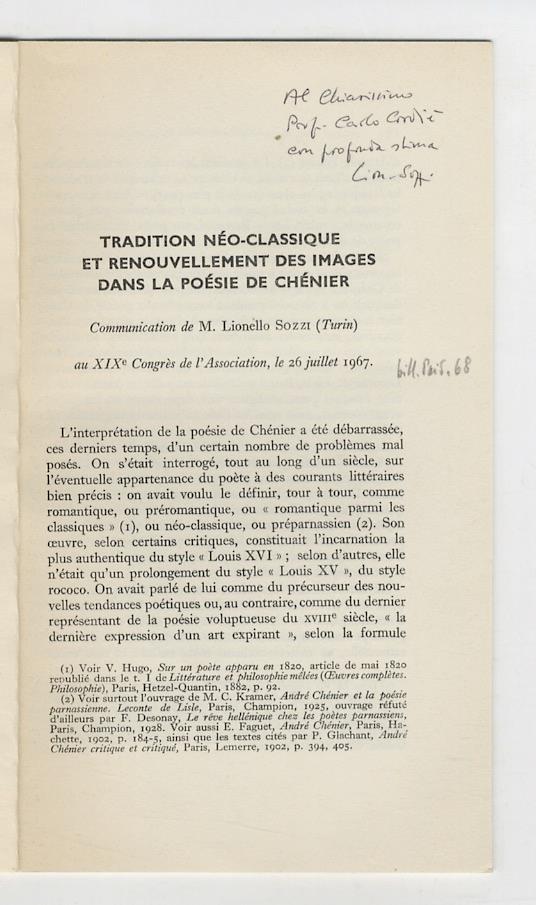 Al Chiarissimo
Prof. Carlo Cordiè
con profonda stima
TRADITION NÉO-CLASSIQUE
ET RENOUVELLEMENT DES IMAGES
DANS LA POÉSIE DE CHÉNIER
Communication de M. Lionello Sozzi (Turin)
au XIXe Congrès de l'Association, le 26 juillet 1967.
68
L'interprétation de la poésie de Chénier a été débarrassée,
ces derniers temps, d'un certain nombre de problèmes mal
posés. On s'était interrogé, tout au long d'un siècle, sur
l'éventuelle appartenance du poète à des courants littéraires
bien précis : on avait voulu le définir, tour à tour, comme
romantique, ou préromantique, ou « romantique parmi les
classiques » (1), ou néo-classique, ou préparnassien (2). Son
œuvre, selon certains critiques, constituait l'incarnation la
plus authentique du style « Louis XVI » ; selon d'autres, elle
n'était qu'un prolongement du style « Louis XV », du style
rococo. On avait parlé de lui comme du précurseur des nou-
velles tendances poétiques ou, au contraire, comme du dernier
représentant de la poésie voluptueuse du XVIIIe siècle, « la
dernière expression d'un art expirant », selon la formule
(1) Voir V. Hugo, Sur un poète apparu en 1820, article de mai 1820
republié dans le t. I de Littérature et philosophie mêlées (Œuvres complètes.
Philosophie), Paris, Hetzel-Quantin, 1882, p. 92.
(2) Voir surtout l'ouvrage de M. C. Kramer, André Chénier et la poésie
parnassienne. Leconte de Lisle, Paris, Champion, 1925, ouvrage réfuté
d'ailleurs par F. Desonay, Le rêve hellénique chez les poètes parnassiens,
Paris, Champion, 1928. Voir aussi E. Faguet, André Chénier, Paris, Ha-
chette, 1902, p. 184-5, ainsi que les textes cités par P. Glachant, André
Chénier critique et critiqué, Paris, Lemerre, 1902, p. 394, 405.